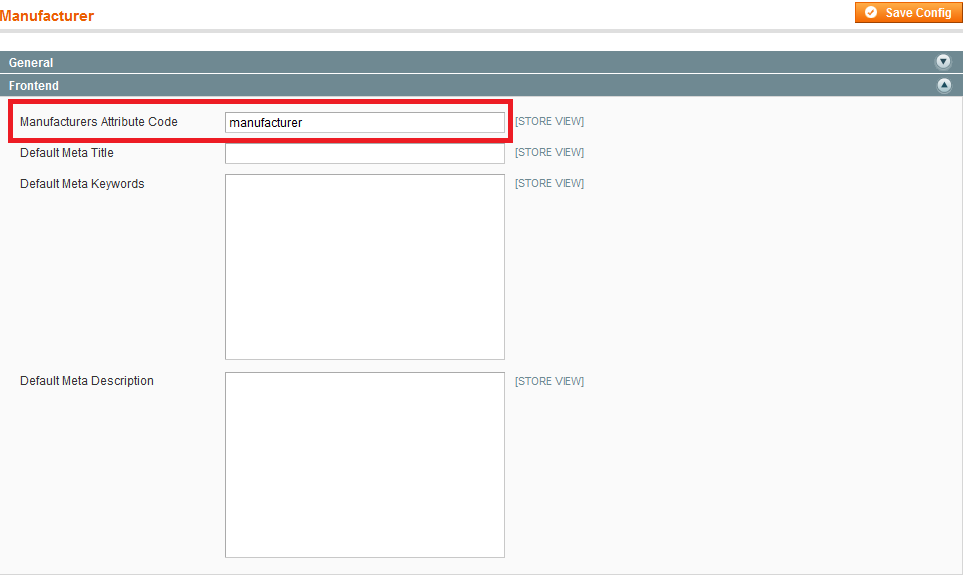 Manufacturer
Save Config
General
Frontend
Manufacturers Attribute Code manufacturer [STORE VIEW]
Default Meta Title [STORE VIEW]
Default Meta Keywords [STORE VIEW]
Default Meta Description [STORE VIEW]